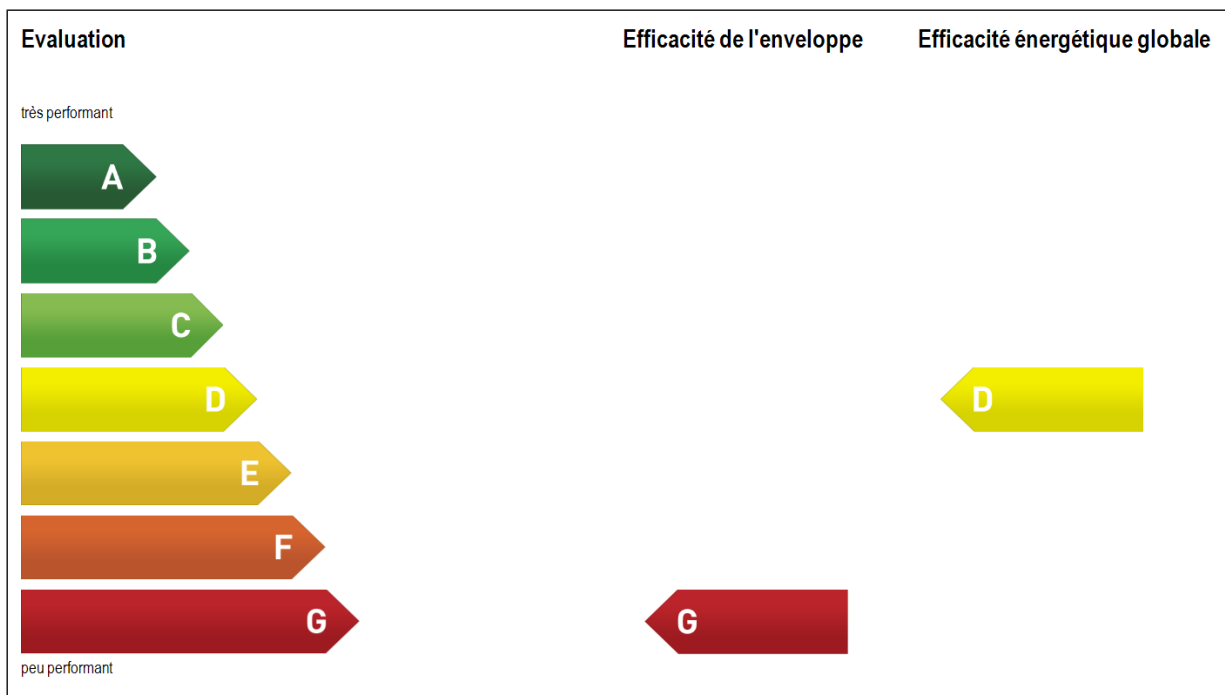 Evaluation
Efficacité de l'enveloppe
Efficacité énergétique globale
très performant
A
B
C
D
D
E
F
G
G
peu performant